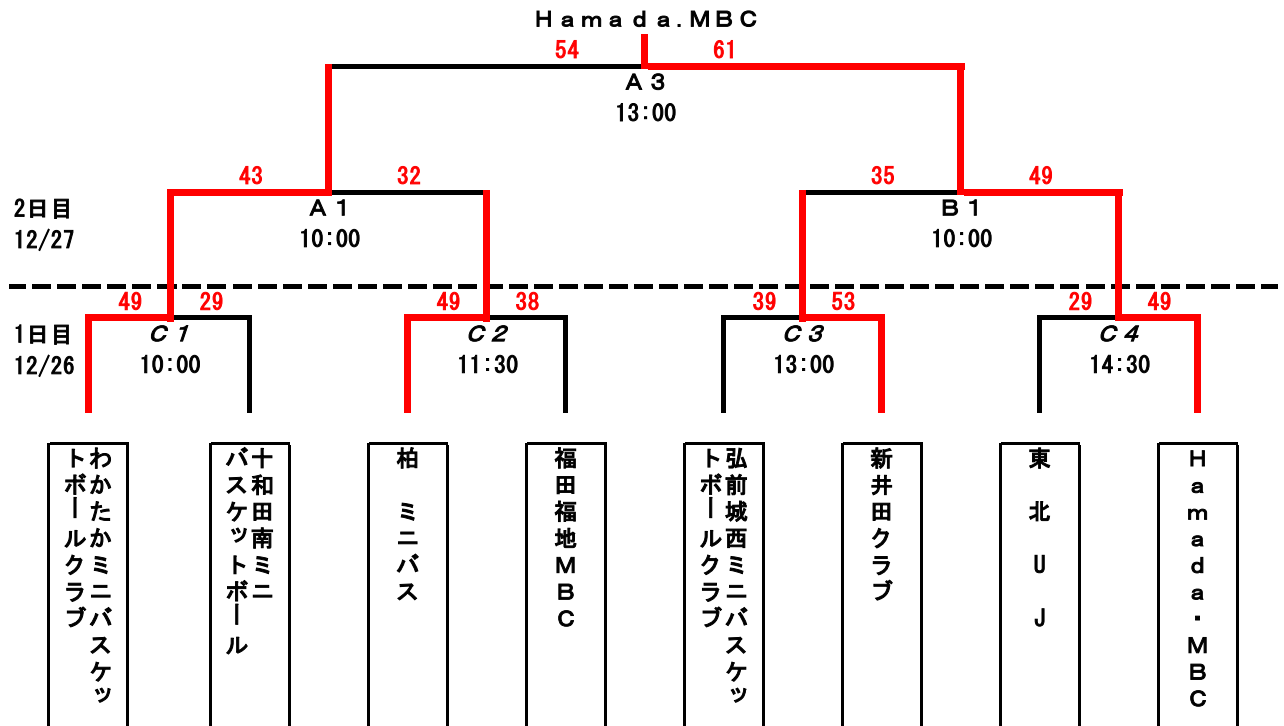 Hamada.MBC
54 61
A3
13:00
43 32 35 49
2日目
12/27
A1
10:00
B1
10:00
49 29 49 38 39 53 29 49
1日目
12/26
C1
10:00
C2
11:30
C3
13:00
C4
14:30
わかたかミニバスケッ
トボールクラブ
十和田南ミニ
バスケットボール
柏 ミニバス
福田福地MBC
弘前城西ミニバスケッ
トボールクラブ
新井田クラブ
東 北 U J
Hamada・MBC